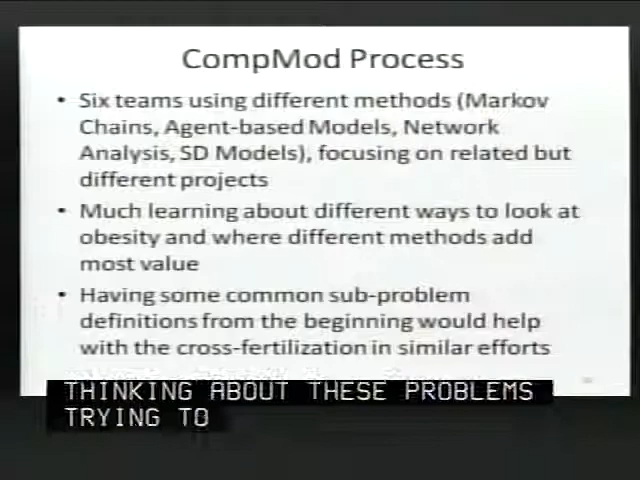 CompMod Process
• Six teams using different methods (Markov
Chains, Agent-based Models, Network
Analysis, SD Models), focusing on related but
different projects
• Much learning about different ways to look at
obesity and where different methods add
most value
• Having some common sub-problem
definitions from the beginning would help
with the cross-fertilization in similar efforts
THINKING ABOUT THESE PROBLEMS
TRYING TO